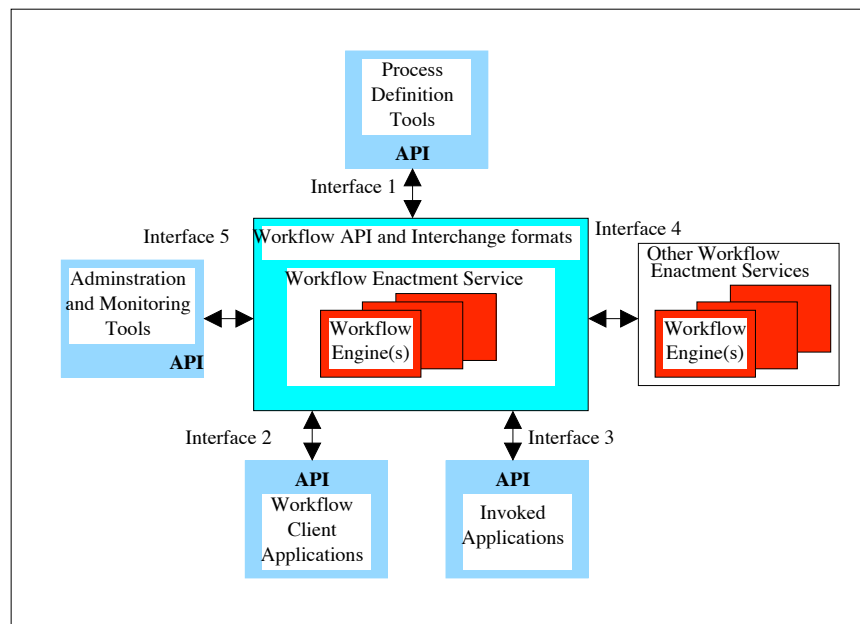 Process
Definition
Tools
API
Interface 1
Interface 5
Interface 4
Workflow API and Interchange formats
Other Workflow
Enactment Services
Adminstration
and Monitoring
Tools
API
Workflow Enactment Service
Workflow
Engine(s)
Workflow
Engine(s)
Interface 2
Interface 3
API
Workflow
Client
Applications
API
Invoked
Applications